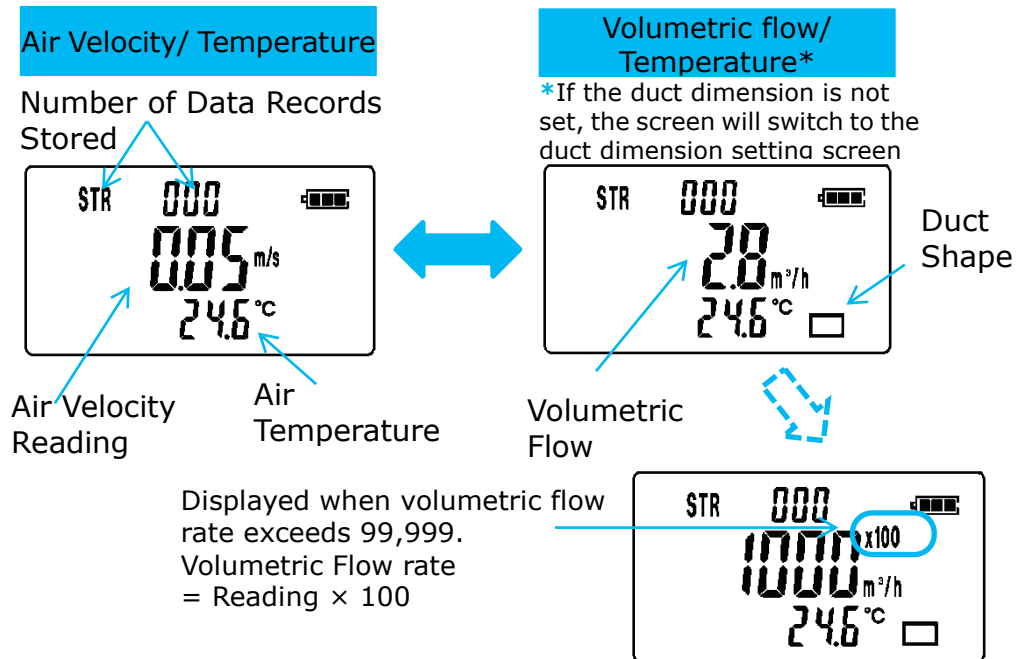 Air Velocity/ Temperature
Number of Data Records
Stored
STR 000
0.05 m/s
24.6 °C
Air Velocity
Reading
Air
Temperature
Volumetric flow/
Temperature*
*If the duct dimension is not
set, the screen will switch to the
duct dimension setting screen
STR 000
2.8 m³/h
24.6 °C
Duct
Shape
Volumetric
Flow
Displayed when volumetric flow
rate exceeds 99,999.
Volumetric Flow rate
= Reading × 100
STR 000
x100
1000 m³/h
24.6 °C